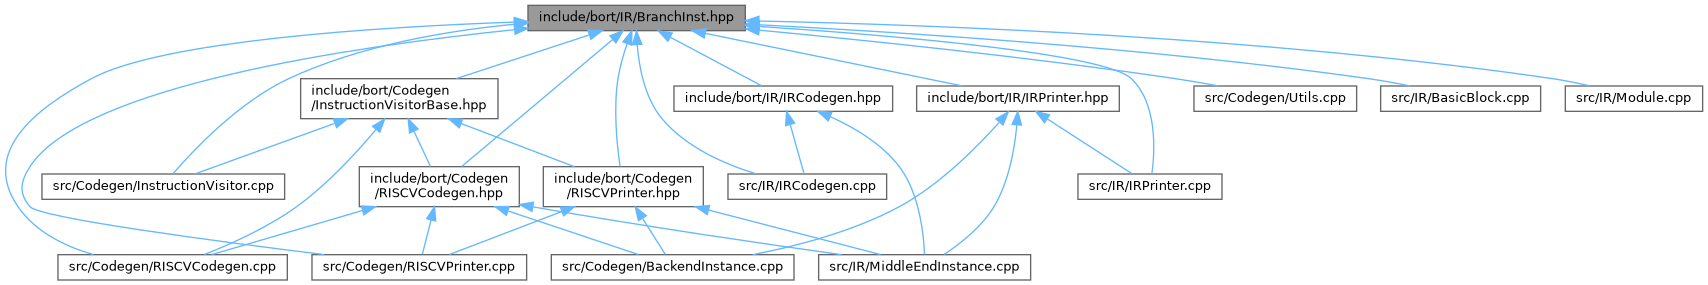 include/bort/IR/BranchInst.hpp
include/bort/Codegen
/InstructionVisitorBase.hpp
include/bort/IR/IRCodegen.hpp
include/bort/IR/IRPrinter.hpp
src/Codegen/Utils.cpp
src/IR/BasicBlock.cpp
src/IR/Module.cpp
src/Codegen/InstructionVisitor.cpp
include/bort/Codegen
/RISCVCodegen.hpp
include/bort/Codegen
/RISCVPrinter.hpp
src/IR/IRCodegen.cpp
src/IR/IRPrinter.cpp
src/Codegen/RISCVCodegen.cpp
src/Codegen/RISCVPrinter.cpp
src/Codegen/BackendInstance.cpp
src/IR/MiddleEndInstance.cpp